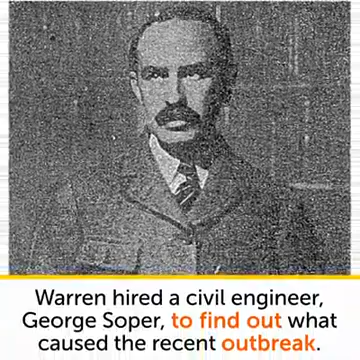 Warren hired a civil engineer,
George Soper, to find out what
caused the recent outbreak.